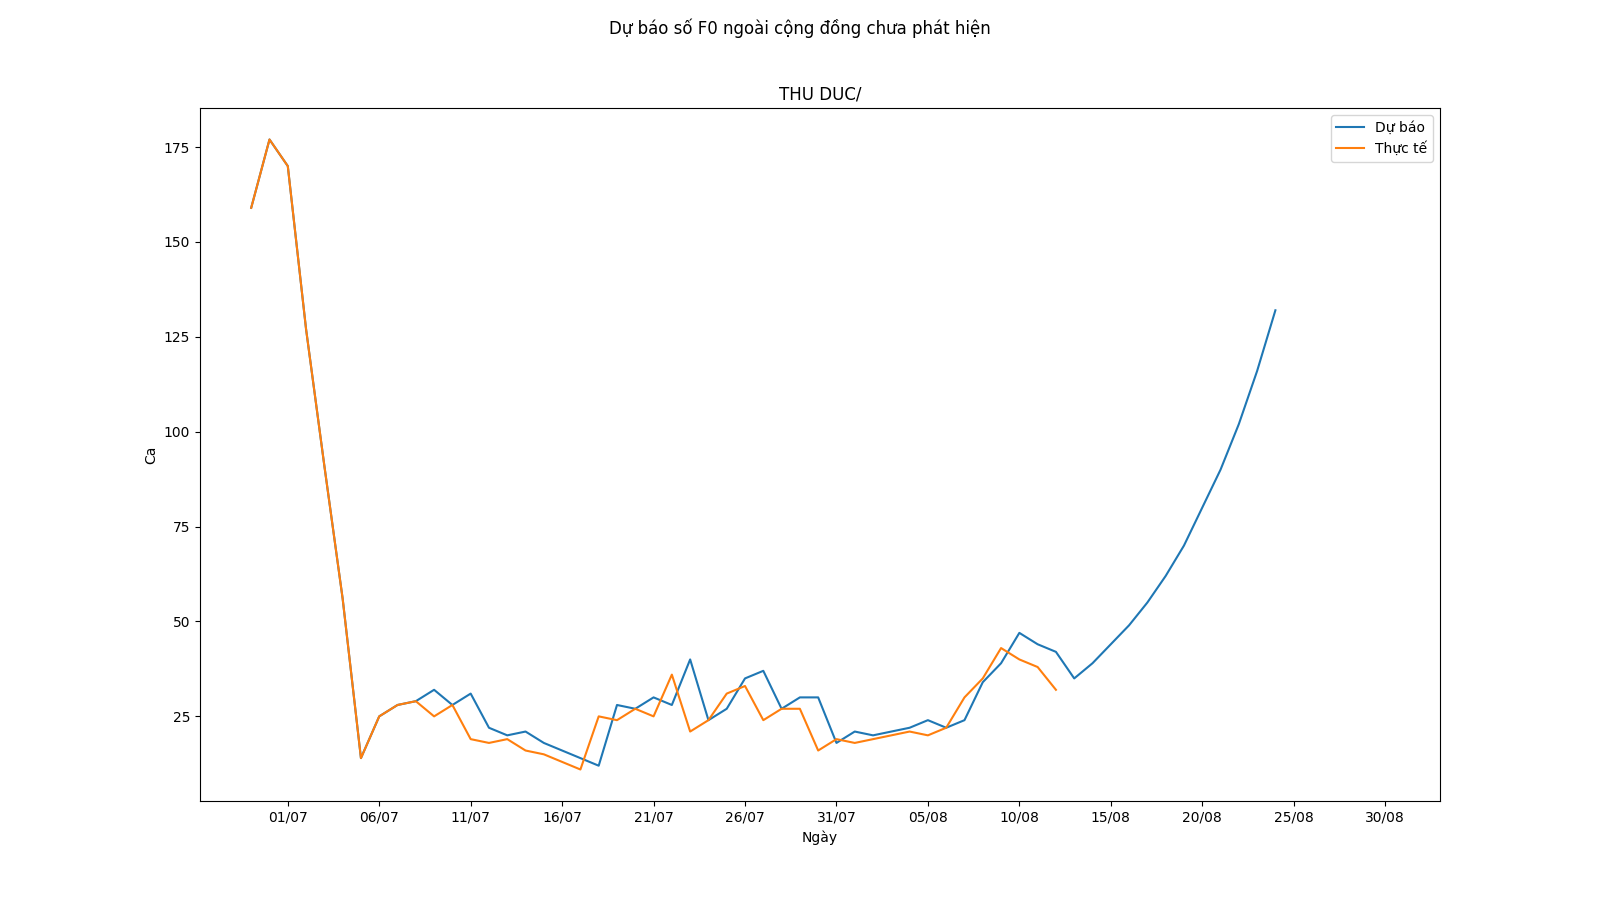 Dự báo số F0 ngoài cộng đồng chưa phát hiện
THU DUC/
Dự báo
Thực tế
175
150
125
100
75
50
25
Ca
01/07 06/07 11/07 16/07 21/07 26/07 31/07 05/08 10/08 15/08 20/08 25/08 30/08
Ngày